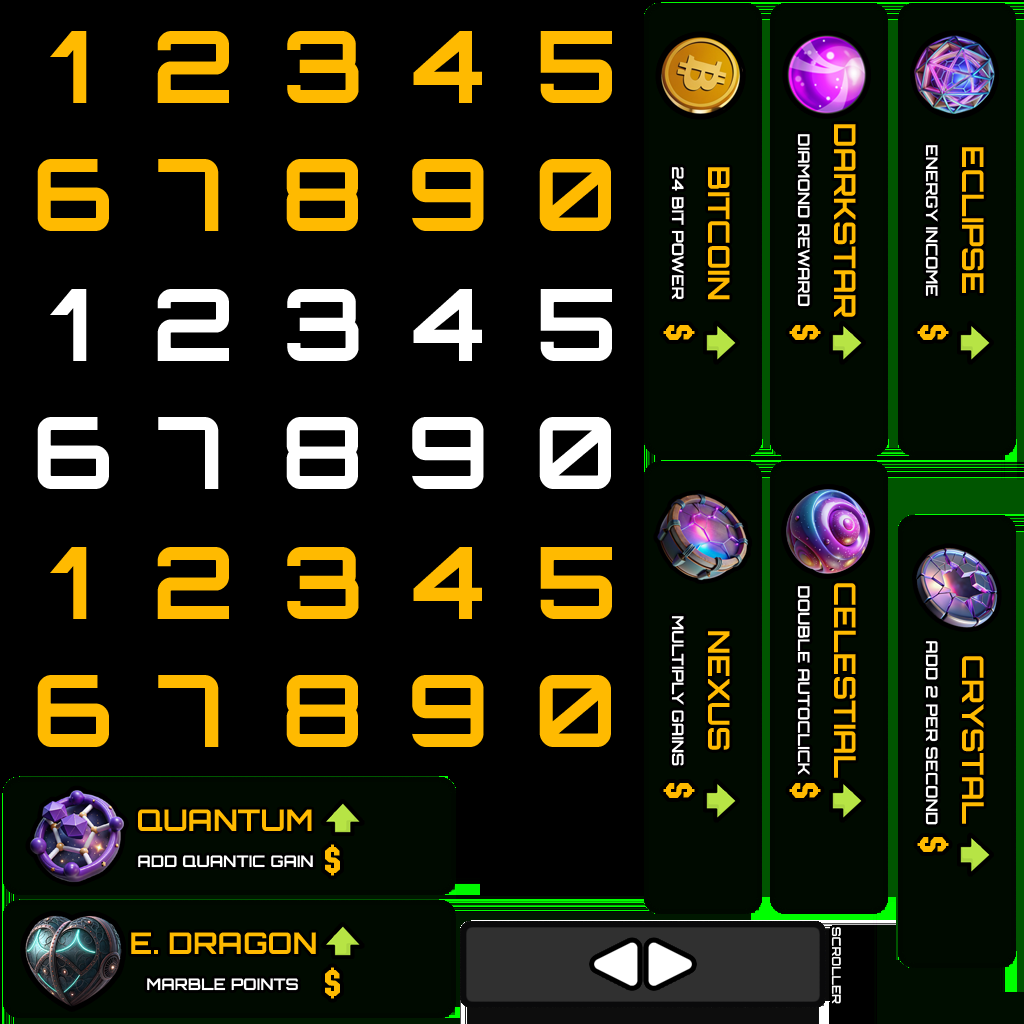 1 2 3 4 5
6 7 8 9 0
1 2 3 4 5
6 7 8 9 0
1 2 3 4 5
6 7 8 9 0
BITCOIN
24 BIT POWER
$
DARKSTAR
DIAMOND REWARD
$
ECLIPSE
ENERGY INCOME
$
NEXUS
MULTIPLY GAINS
$
CELESTIAL
DOUBLE AUTOCLICK
$
CRYSTAL
ADD 2 PER SECOND
$
QUANTUM
ADD QUANTIC GAIN $
E. DRAGON
MARBLE POINTS $
SCROLLER